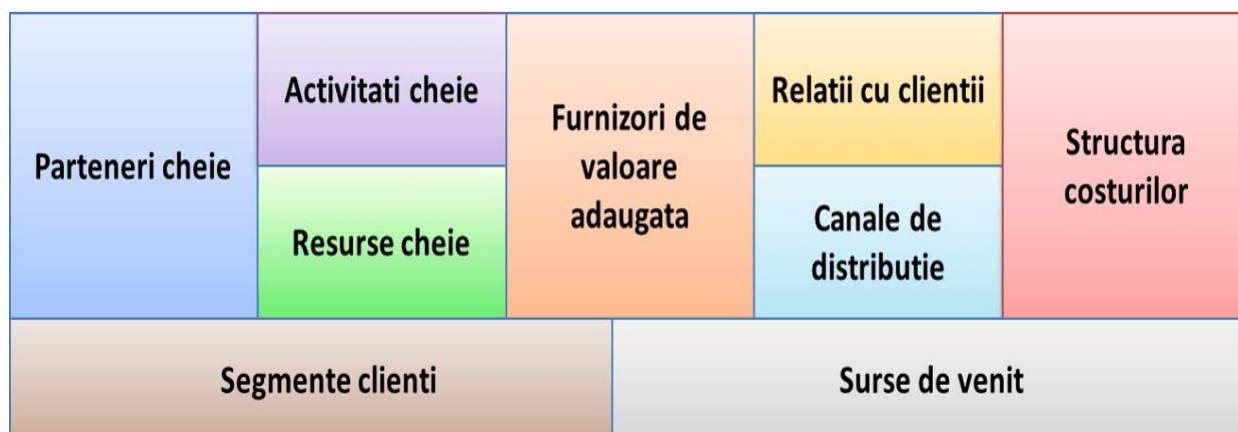 Parteneri cheie
Activitati cheie
Resurse cheie
Furnizori de
valoare
adaugata
Relatii cu clientii
Canale de
distributie
Structura
costurilor
Segmente clienti
Surse de venit